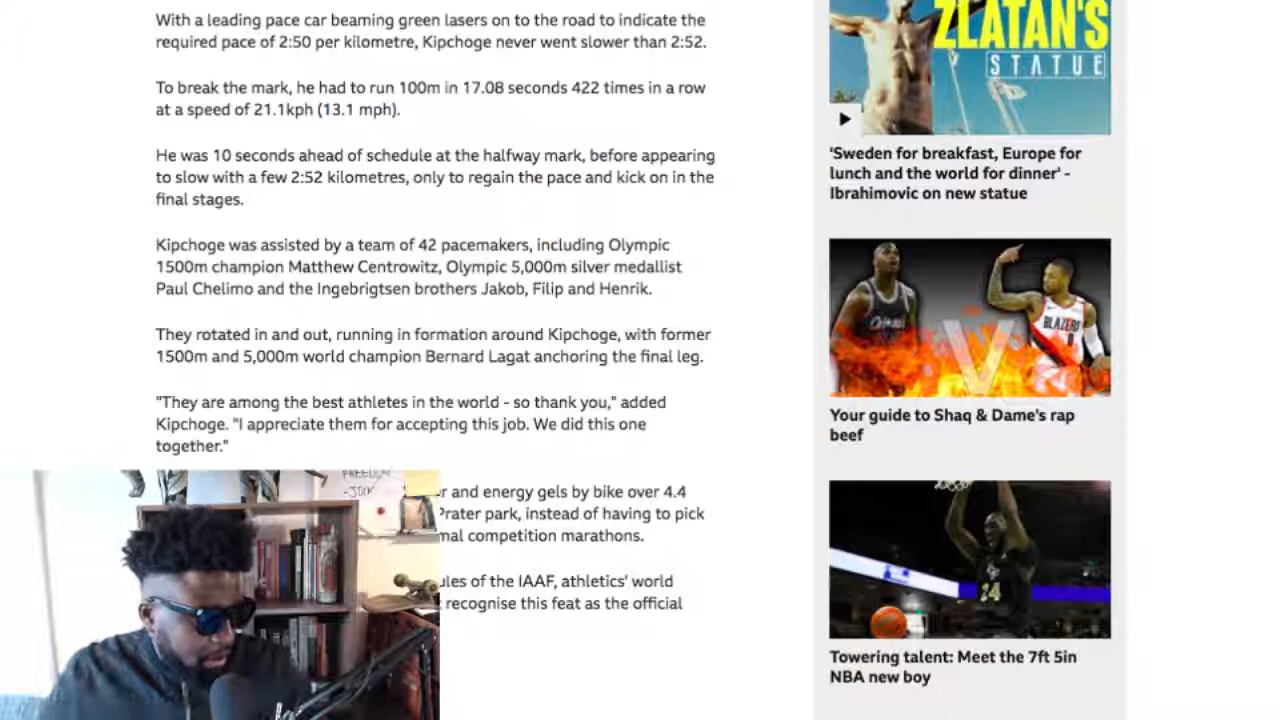 With a leading pace car beaming green lasers on to the road to indicate the
required pace of 2:50 per kilometre, Kipchoge never went slower than 2:52.
To break the mark, he had to run 100m in 17.08 seconds 422 times in a row
at a speed of 21.1kph (13.1 mph).
He was 10 seconds ahead of schedule at the halfway mark, before appearing
to slow with a few 2:52 kilometres, only to regain the pace and kick on in the
final stages.
Kipchoge was assisted by a team of 42 pacemakers, including Olympic
1500m champion Matthew Centrowitz, Olympic 5,000m silver medallist
Paul Chelimo and the Ingebrigtsen brothers Jakob, Filip and Henrik.
They rotated in and out, running in formation around Kipchoge, with former
1500m and 5,000m world champion Bernard Lagat anchoring the final leg.
"They are among the best athletes in the world - so thank you," added
Kipchoge. "I appreciate them for accepting this job. We did this one
together."
and energy gels by bike over 4.4
Prater park, instead of having to pick
marathons.
of the IAAF, athletics' world
recognise this feat as the official
FREEDOM
ZLATAN'S
STATUE
'Sweden for breakfast, Europe for
lunch and the world for dinner' -
Ibrahimovic on new statue
BLAZERS
V
Your guide to Shaq & Dame's rap
beef
24
Towering talent: Meet the 7ft 5in
NBA new boy